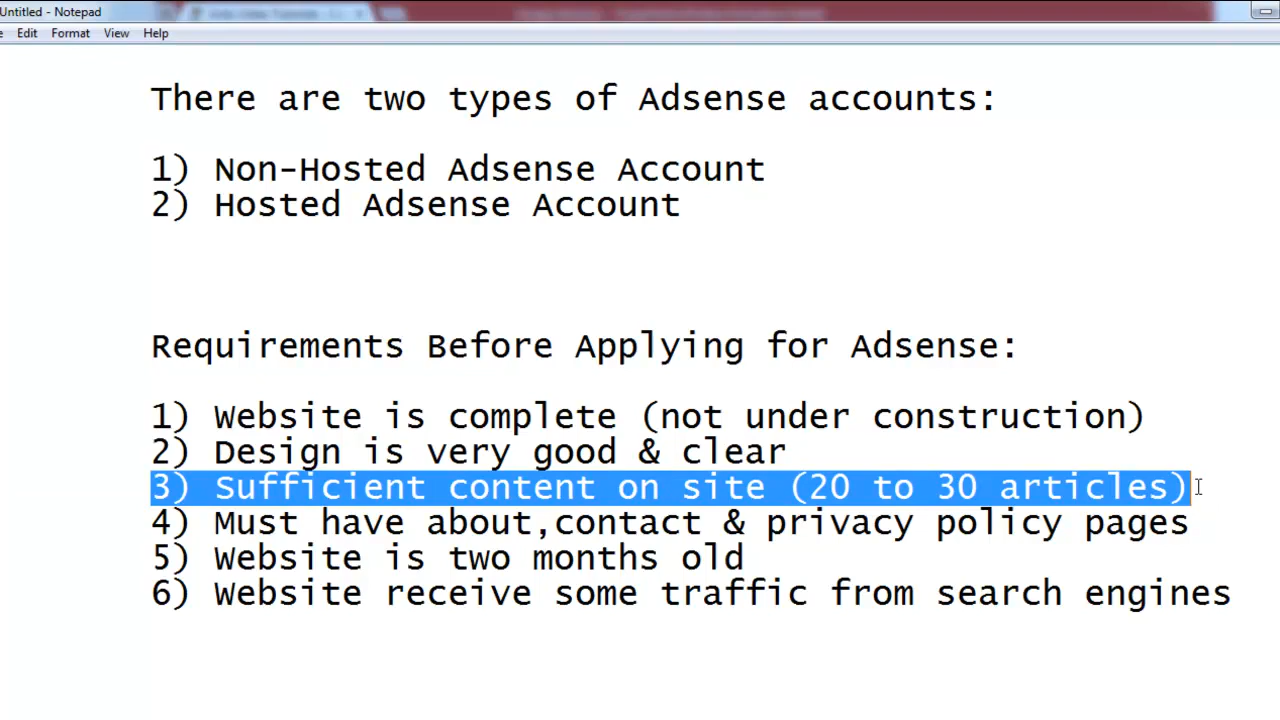 Untitled - Notepad
Edit Format View Help
There are two types of Adsense accounts:
1) Non-Hosted Adsense Account
2) Hosted Adsense Account
Requirements Before Applying for Adsense:
1) Website is complete (not under construction)
2) Design is very good & clear
3) Sufficient content on site (20 to 30 articles)
4) Must have about,contact & privacy policy pages
5) Website is two months old
6) Website receive some traffic from search engines